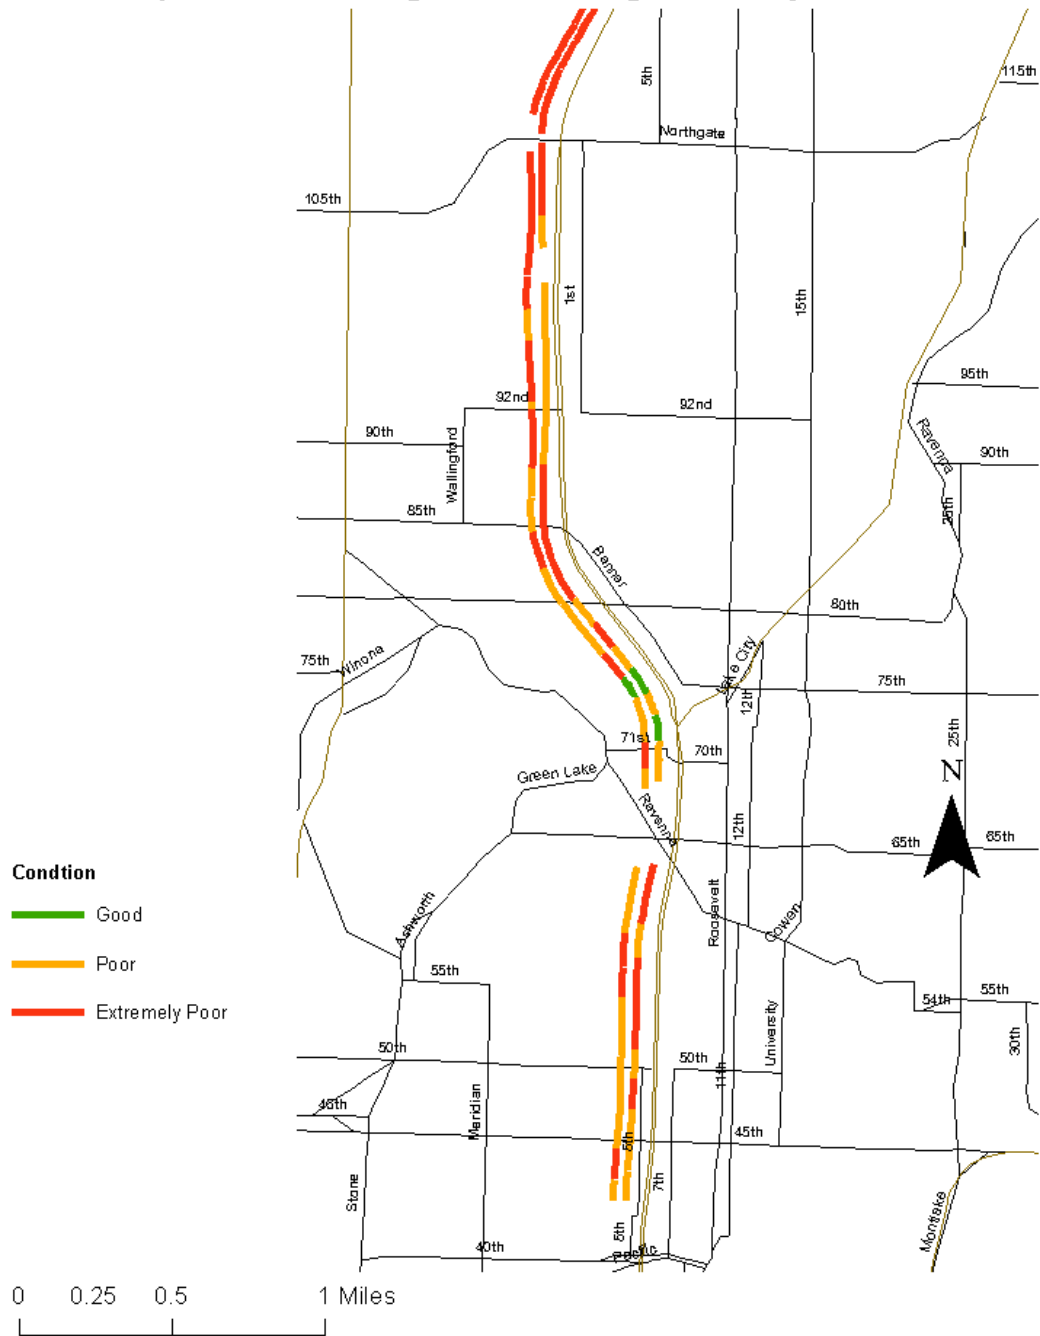 5th
115th
Northgate
105th
1st
15th
95th
92nd
92nd
90th
Ravenna
90th
Wallingford
85th
25th
Banner
80th
Lake City
Winona
75th
75th
12th
25th
71st
70th
N
Green Lake
Ravenna
12th
65th
65th
Condtion
Good
Roosevelt
Ashworth
Cowen
Poor
55th
54th
55th
Extremely Poor
University
30th
50th
50th
11th
46th
Meridian
45th
5th
Stone
7th
5th
Montlake
40th
Pacific
0 0.25 0.5 1 Miles